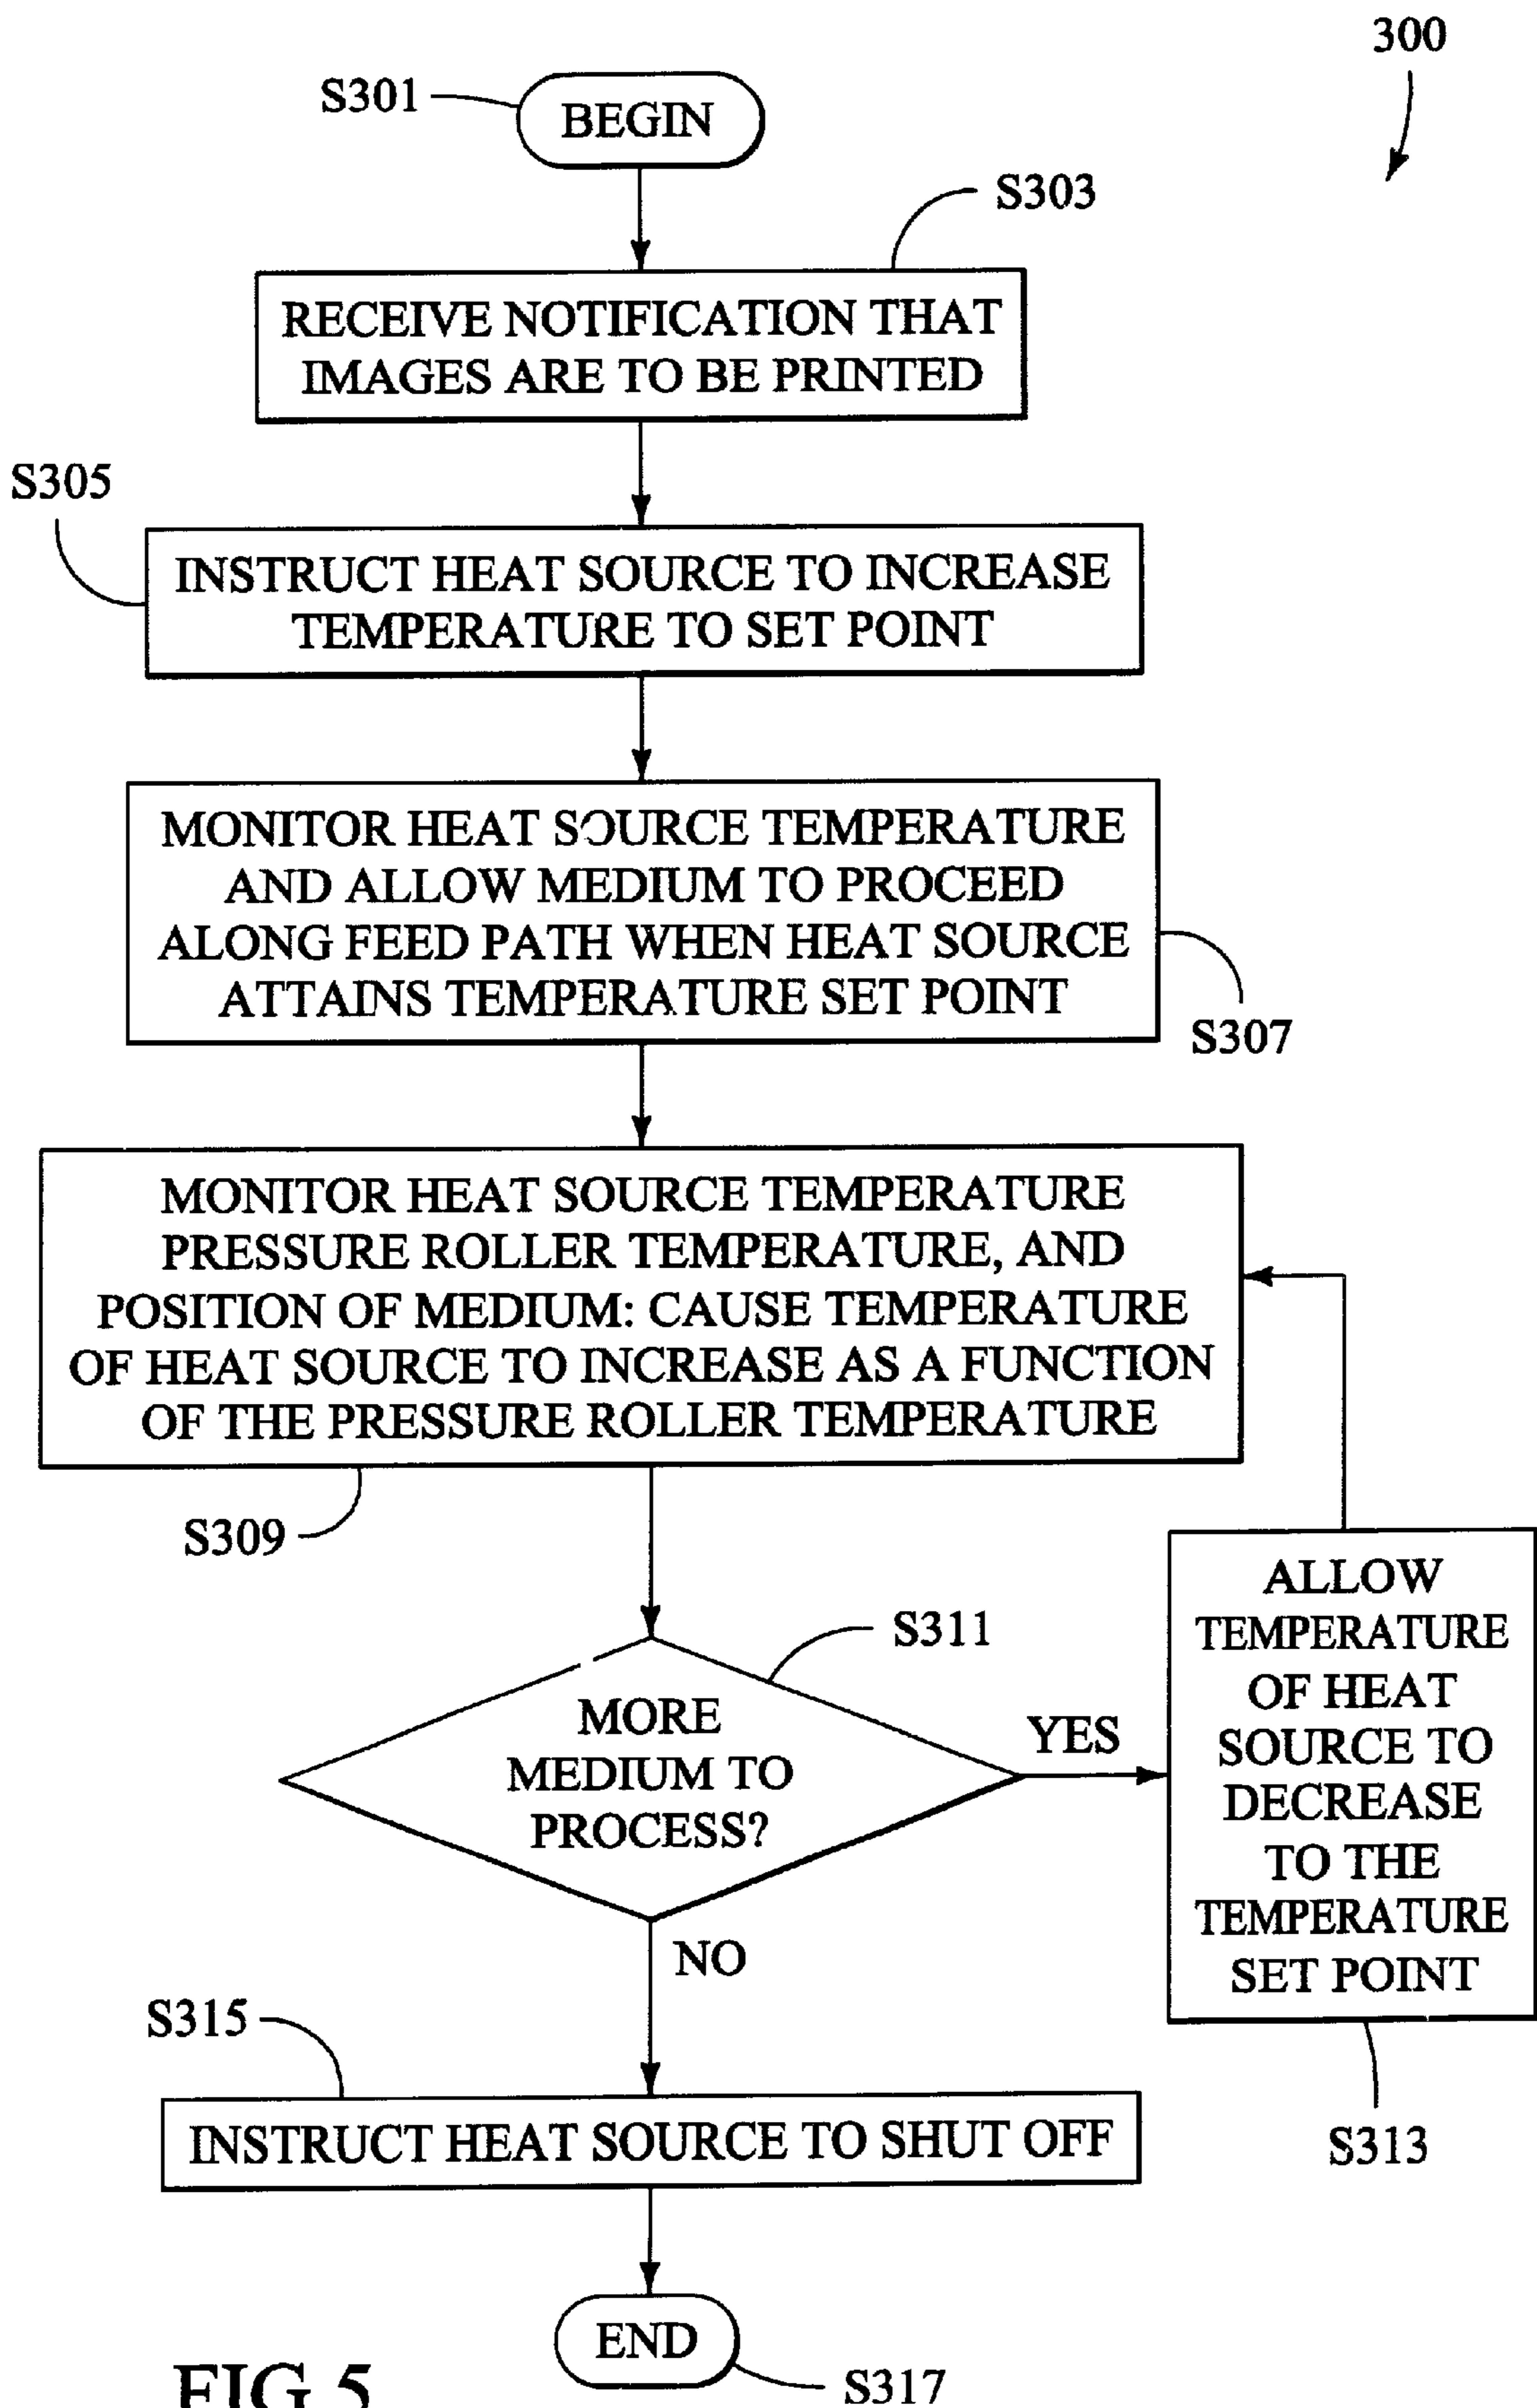 300
S301
BEGIN
S303
RECEIVE NOTIFICATION THAT
IMAGES ARE TO BE PRINTED
S305
INSTRUCT HEAT SOURCE TO INCREASE
TEMPERATURE TO SET POINT
MONITOR HEAT SOURCE TEMPERATURE
AND ALLOW MEDIUM TO PROCEED
ALONG FEED PATH WHEN HEAT SOURCE
ATTAINS TEMPERATURE SET POINT
S307
MONITOR HEAT SOURCE TEMPERATURE
PRESSURE ROLLER TEMPERATURE, AND
POSITION OF MEDIUM: CAUSE TEMPERATURE
OF HEAT SOURCE TO INCREASE AS A FUNCTION
OF THE PRESSURE ROLLER TEMPERATURE
S309
S311
MORE
MEDIUM TO
PROCESS?
YES
ALLOW
TEMPERATURE
OF HEAT
SOURCE TO
DECREASE
TO THE
TEMPERATURE
SET POINT
S313
NO
S315
INSTRUCT HEAT SOURCE TO SHUT OFF
END
S317
FIG.5